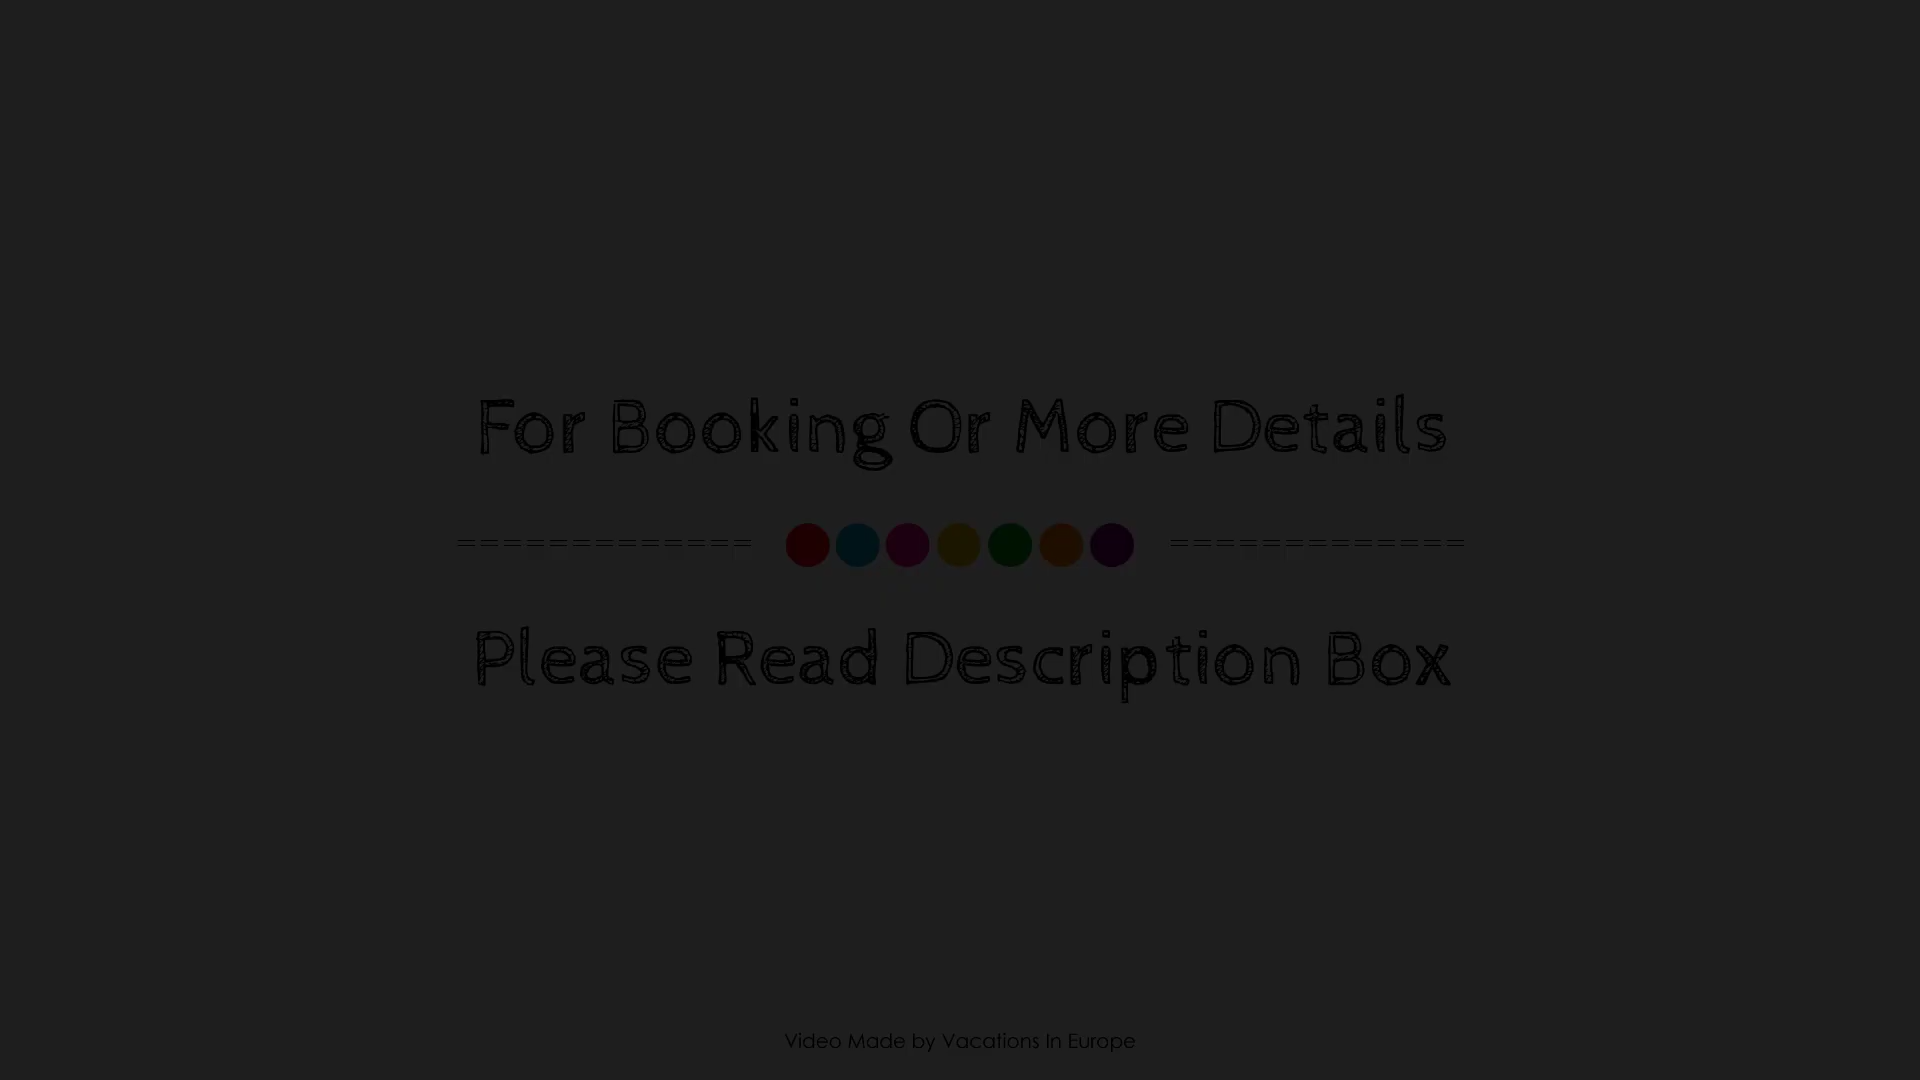 For Booking Or More Details
============= =============
Please Read Description Box
Video Made by Vacations In Europe